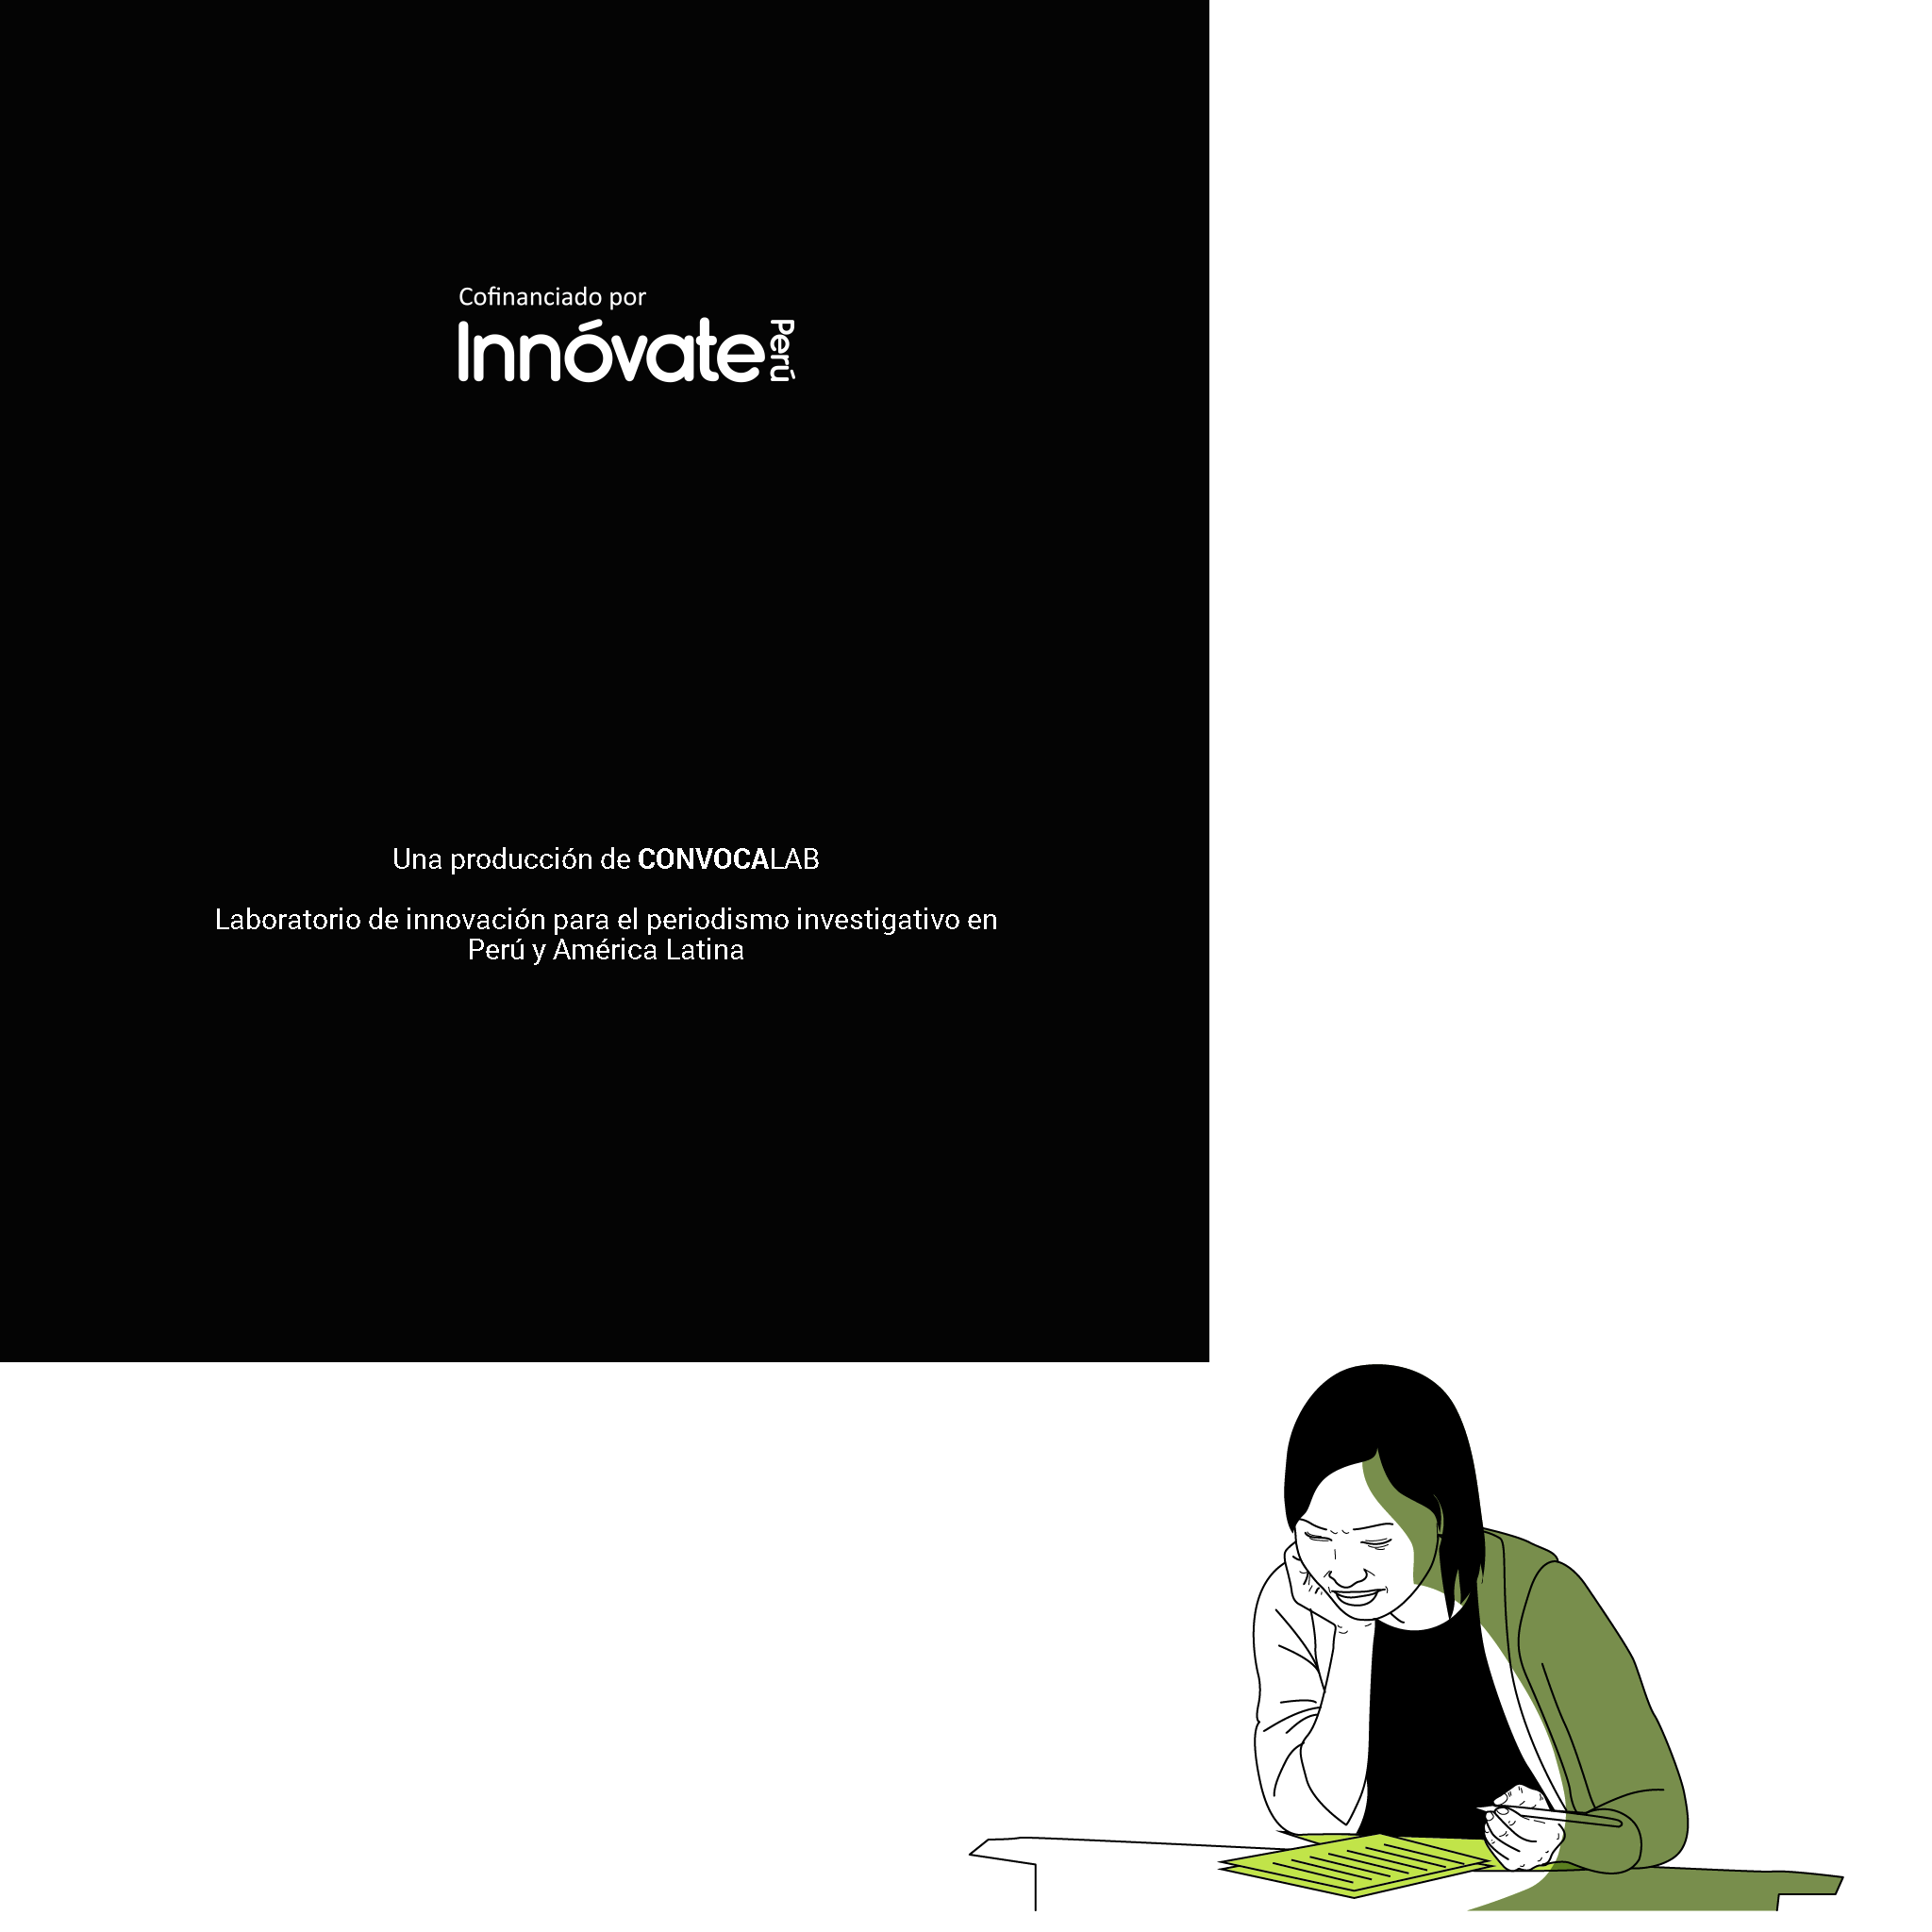 Cofinanciado por
Innóvate Perú
Una producción de CONVOCALAB
Laboratorio de innovación para el periodismo investigativo en
Perú y América Latina